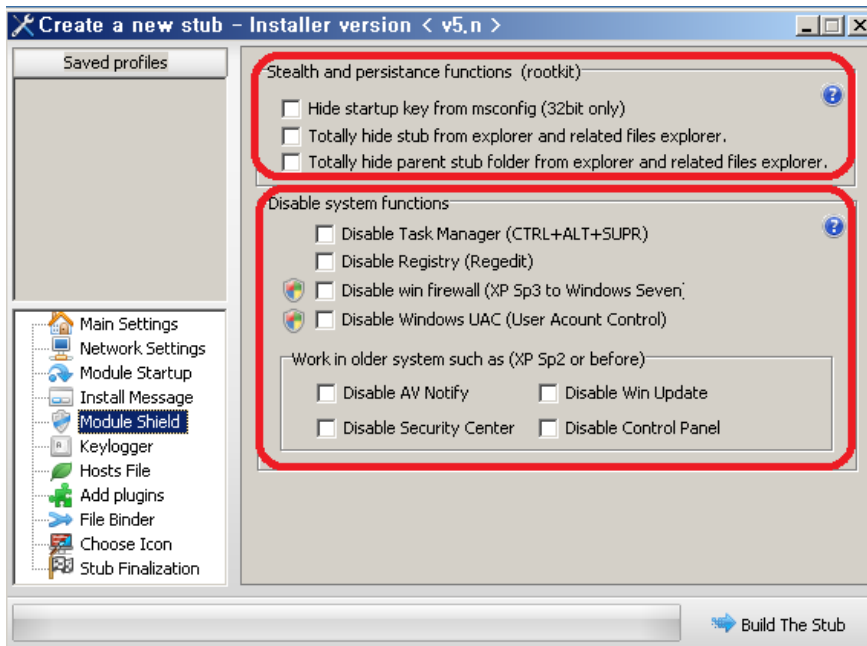 Create a new stub - Installer version < v5.n >
Saved profiles
Main Settings
Network Settings
Module Startup
Install Message
Module Shield
Keylogger
Hosts File
Add plugins
File Binder
Choose Icon
Stub Finalization
Stealth and persistance functions (rootkit)
Hide startup key from msconfig (32bit only)
Totally hide stub from explorer and related files explorer.
Totally hide parent stub folder from explorer and related files explorer.
Disable system functions
Disable Task Manager (CTRL+ALT+SUPR)
Disable Registry (Regedit)
Disable win firewall (XP Sp3 to Windows Seven)
Disable Windows UAC (User Acount Control)
Work in older system such as (XP Sp2 or before)
Disable AV Notify Disable Win Update
Disable Security Center Disable Control Panel
Build The Stub